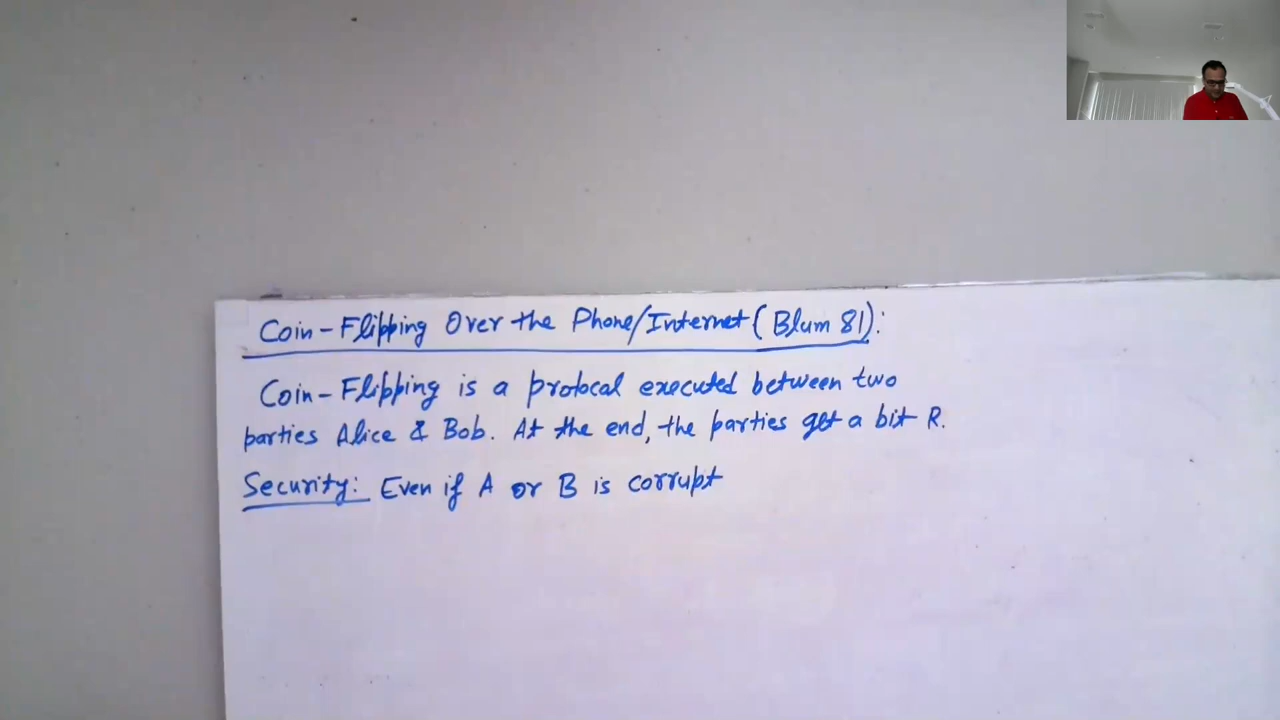 Coin-Flipping Over the Phone/Internet (Blum 81):
Coin-Flipping is a protocal executed between two
parties Alice & Bob. At the end, the parties get a bit R.
Security: Even if A or B is corrupt